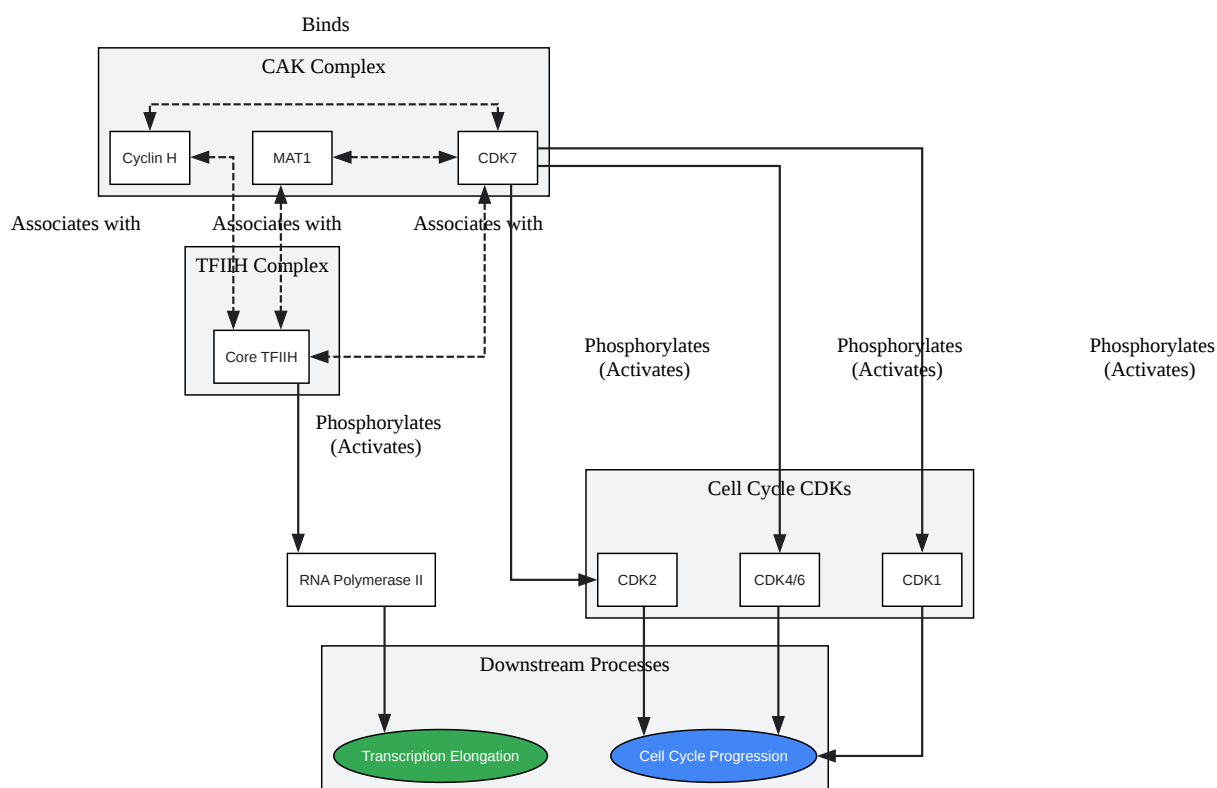 Binds
CAK Complex
Cyclin H
MAT1
CDK7
Associates with
Associates with
Associates with
TFIIH Complex
Core TFIIH
Phosphorylates
(Activates)
Phosphorylates
(Activates)
Phosphorylates
(Activates)
Phosphorylates
(Activates)
Cell Cycle CDKs
RNA Polymerase II
CDK2
CDK4/6
CDK1
Downstream Processes
Transcription Elongation
Cell Cycle Progression